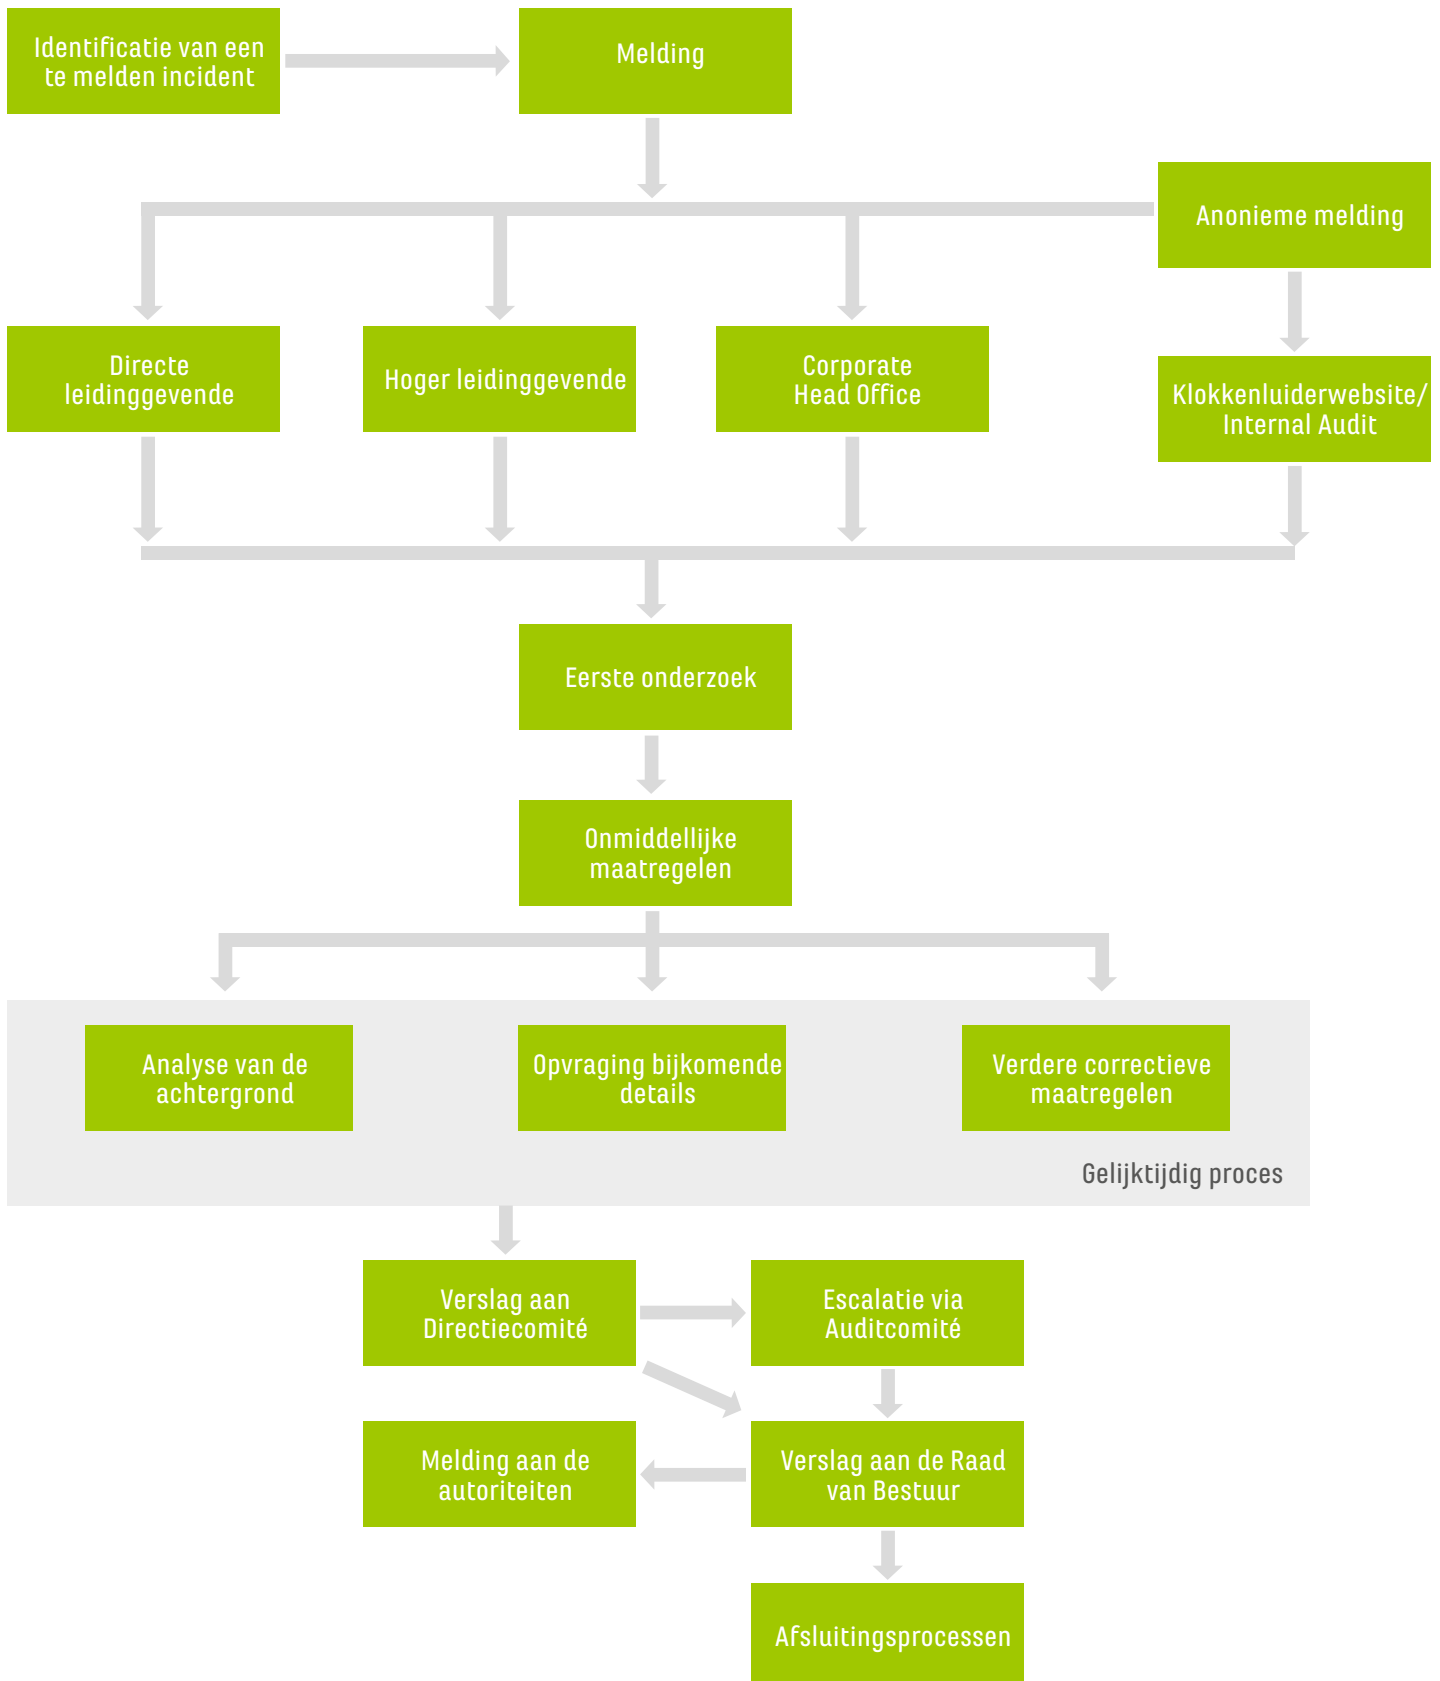 Identificatie van een
te melden incident
Melding
Anonieme melding
Directe
leidinggevende
Hoger leidinggevende
Corporate
Head Office
Klokkenluiderwebsite/
Internal Audit
Eerste onderzoek
Onmiddellijke
maatregelen
Analyse van de
achtergrond
Opvraging bijkomende
details
Verdere correctieve
maatregelen
Gelijktijdig proces
Verslag aan
Directiecomité
Escalatie via
Auditcomité
Melding aan de
autoriteiten
Verslag aan de Raad
van Bestuur
Afsluitingsprocessen